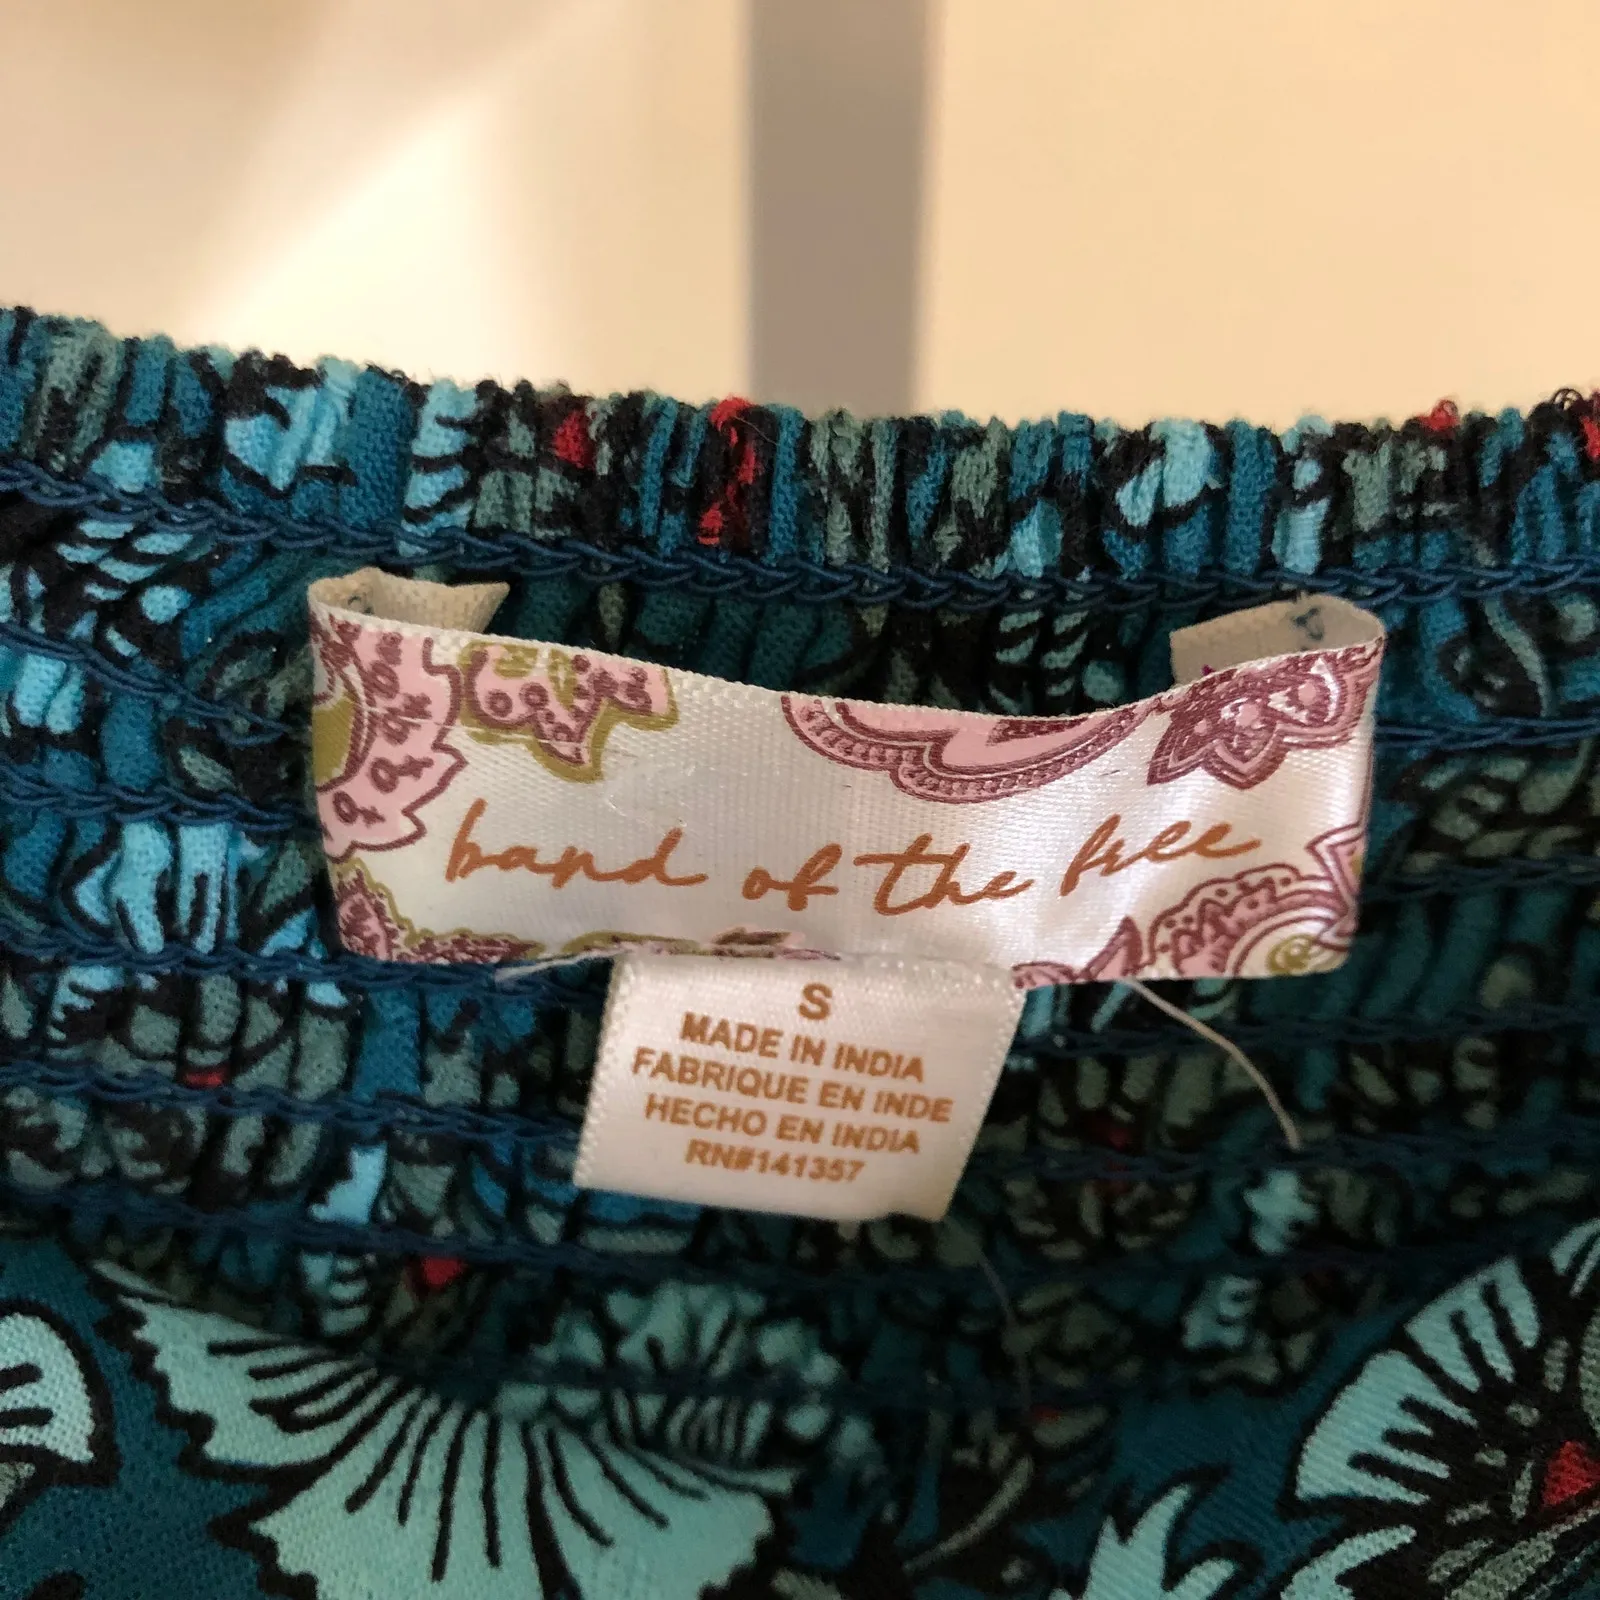 band of the free
S
MADE IN INDIA
FABRIQUE EN INDE
HECHO EN INDIA
RN#141357